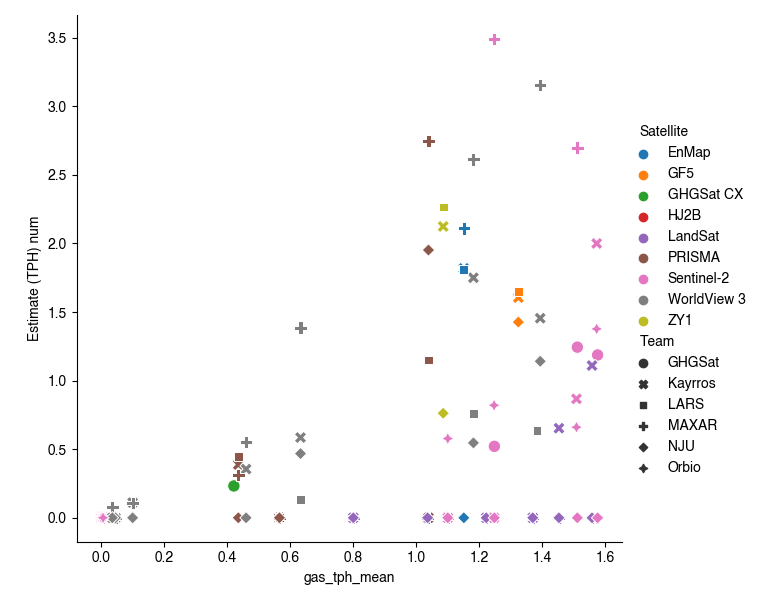 3.5
3.0
2.5
2.0
1.5
1.0
0.5
0.0
Estimate (TPH) num
0.0 0.2 0.4 0.6 0.8 1.0 1.2 1.4 1.6
gas_tph_mean
Satellite
EnMap
GF5
GHGSat CX
HJ2B
LandSat
PRISMA
Sentinel-2
WorldView 3
ZY1
Team
GHGSat
Kayrros
LARS
MAXAR
NJU
Orbio